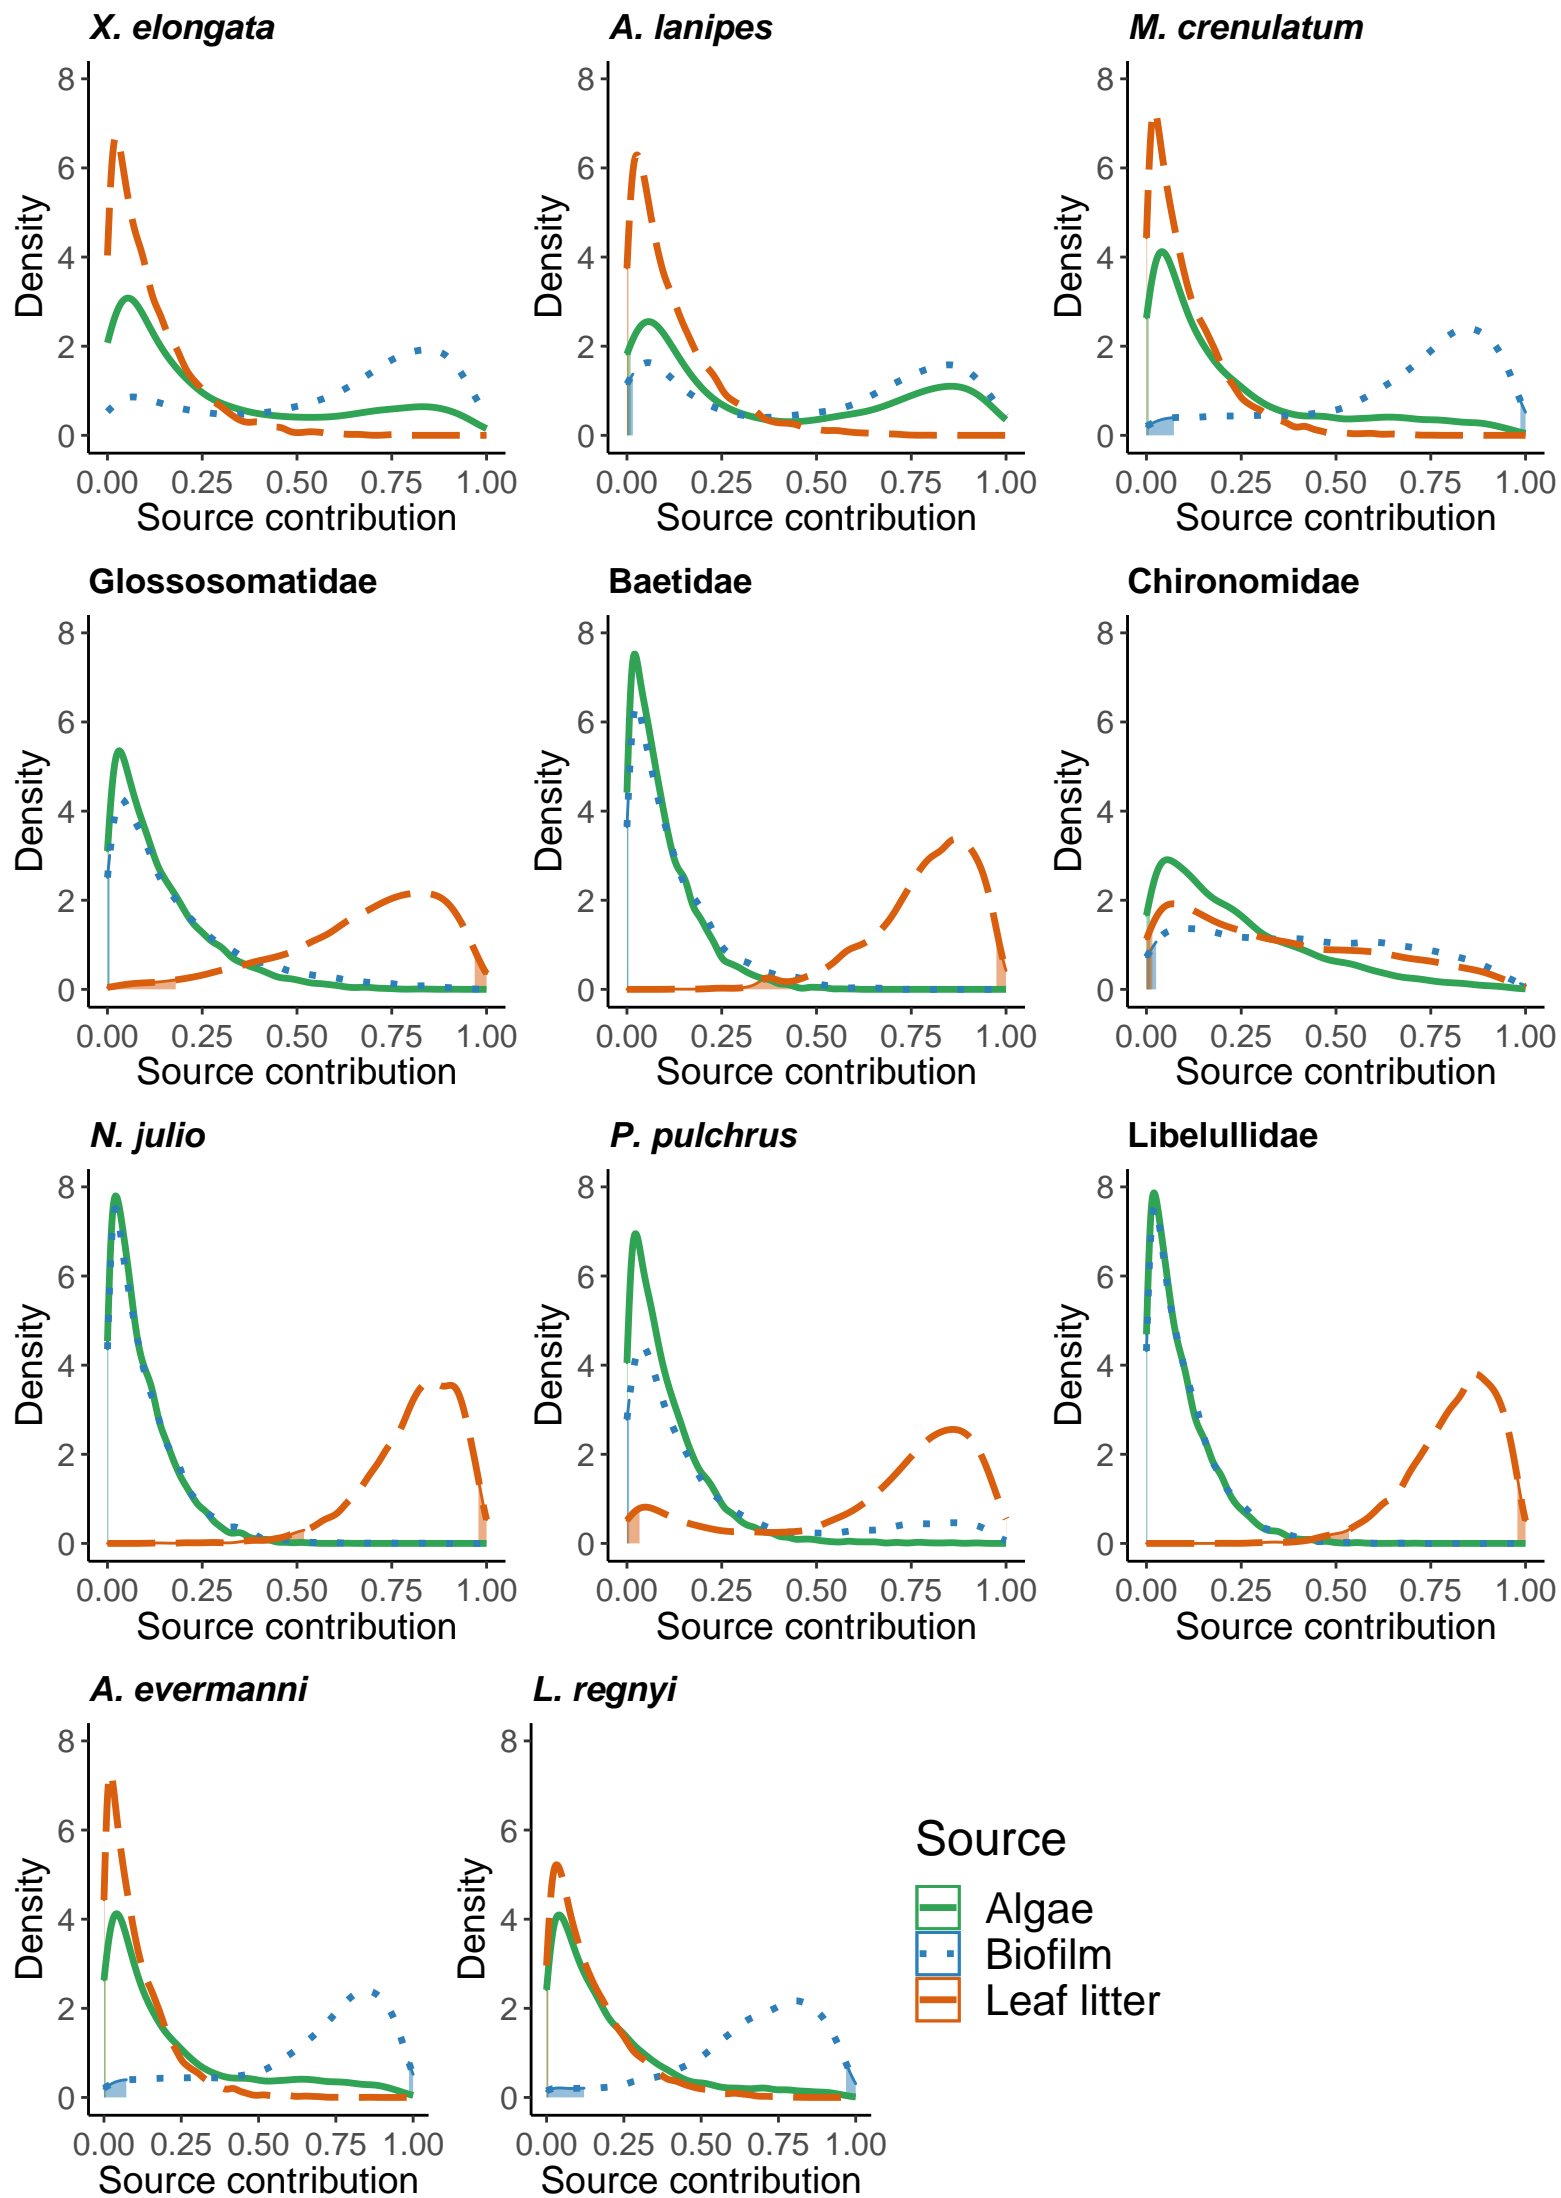 X. elongata
A. lanipes
M. crenulatum
8
6
4
2
0
Density
0.00 0.25 0.50 0.75 1.00
Source contribution
8
6
4
2
0
Density
0.00 0.25 0.50 0.75 1.00
Source contribution
8
6
4
2
0
Density
0.00 0.25 0.50 0.75 1.00
Source contribution
Glossosomatidae
Baetidae
Chironomidae
8
6
4
2
0
Density
0.00 0.25 0.50 0.75 1.00
Source contribution
8
6
4
2
0
Density
0.00 0.25 0.50 0.75 1.00
Source contribution
8
6
4
2
0
Density
0.00 0.25 0.50 0.75 1.00
Source contribution
N. julio
P. pulchrus
Libelullidae
8
6
4
2
0
Density
0.00 0.25 0.50 0.75 1.00
Source contribution
8
6
4
2
0
Density
0.00 0.25 0.50 0.75 1.00
Source contribution
8
6
4
2
0
Density
0.00 0.25 0.50 0.75 1.00
Source contribution
A. evermanni
L. regnyi
8
6
4
2
0
Density
0.00 0.25 0.50 0.75 1.00
Source contribution
8
6
4
2
0
Density
0.00 0.25 0.50 0.75 1.00
Source contribution
Source
Algae
Biofilm
Leaf litter